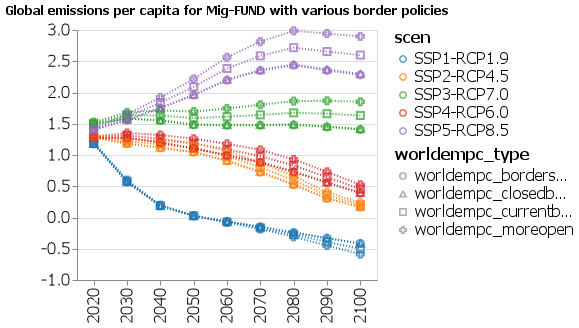 Global emissions per capita for Mig-FUND with various border policies
3.0
2.5
2.0
1.5
1.0
0.5
0.0
-0.5
-1.0
2020
2030
2040
2050
2060
2070
2080
2090
2100
scen
SSP1-RCP1.9
SSP2-RCP4.5
SSP3-RCP7.0
SSP4-RCP6.0
SSP5-RCP8.5
worldempc_type
worldempc_borders...
worldempc_closedb...
worldempc_currentb...
worldempc_moreopen